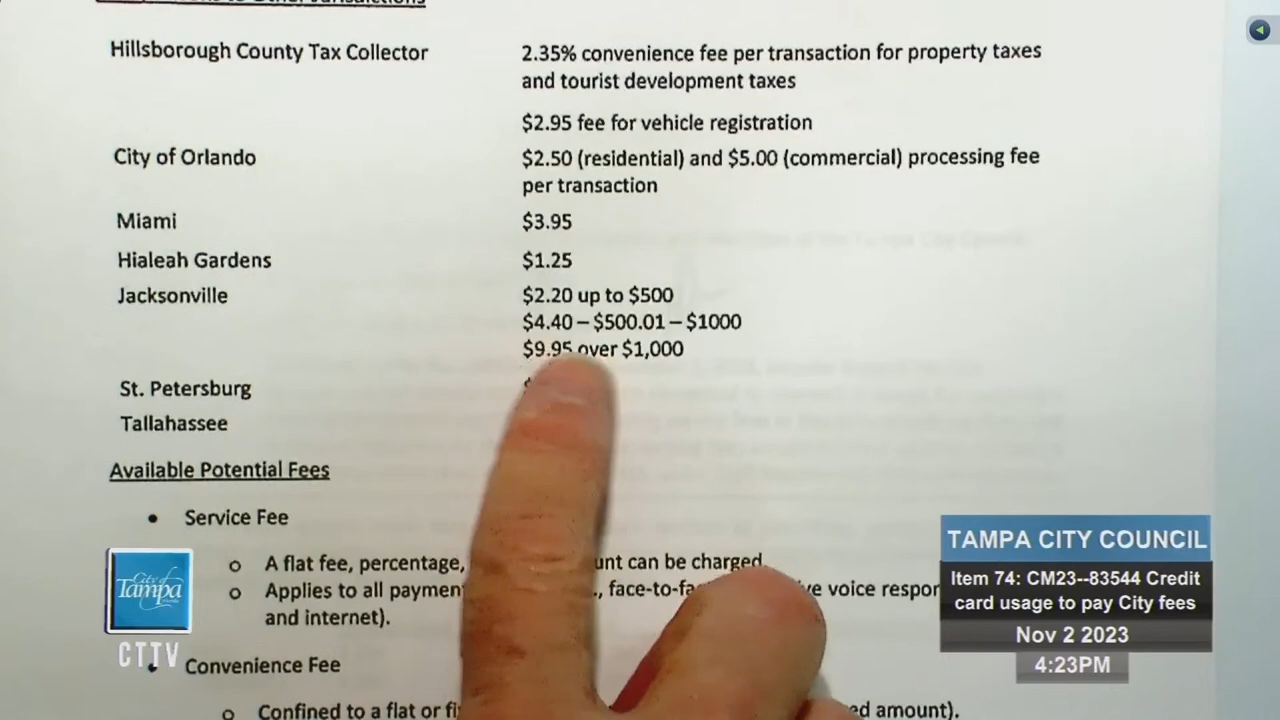 Hillsborough County Tax Collector
2.35% convenience fee per transaction for property taxes
and tourist development taxes
$2.95 fee for vehicle registration
City of Orlando
$2.50 (residential) and $5.00 (commercial) processing fee
per transaction
Miami
$3.95
Hialeah Gardens
$1.25
Jacksonville
$2.20 up to $500
$4.40 – $500.01 – $1000
$9.95 over $1,000
St. Petersburg
Tallahassee
Available Potential Fees
• Service Fee
o A flat fee, percentage, unt can be charged.
o Applies to all paymen ., face-to-fa ve voice respon
and internet).
• Convenience Fee
o Confined to a flat or fi ed amount).
City of
Tampa
CTTV
TAMPA CITY COUNCIL
Item 74: CM23--83544 Credit
card usage to pay City fees
Nov 2 2023
4:23PM